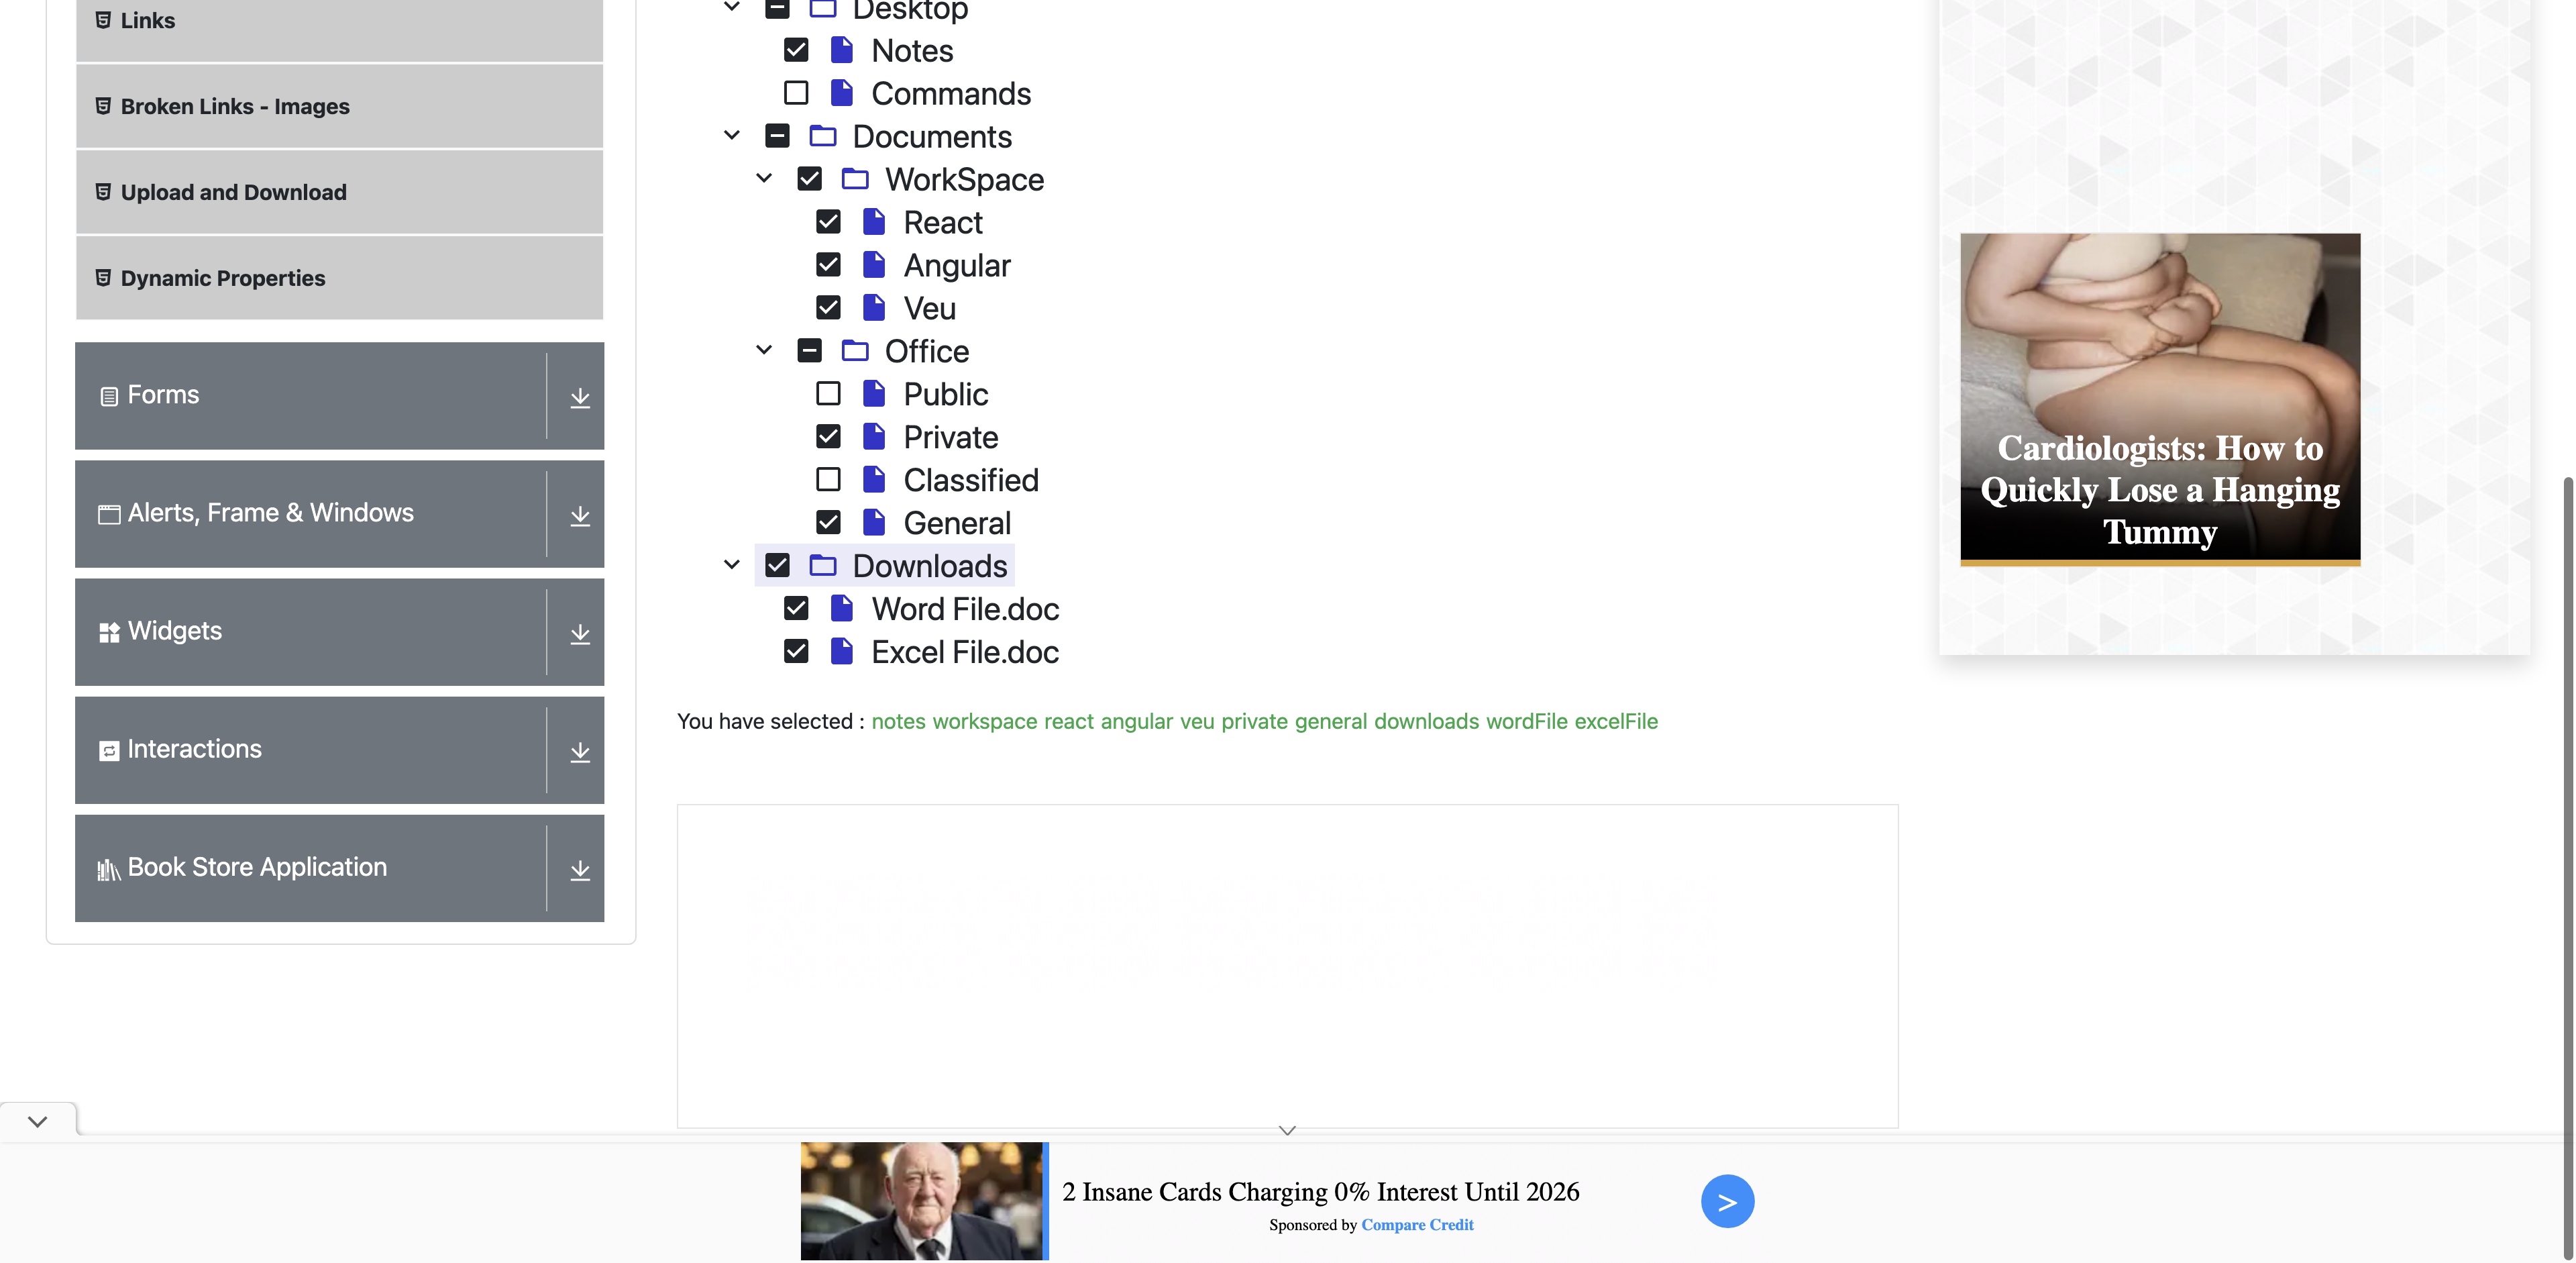 Links
Broken Links - Images
Upload and Download
Dynamic Properties
Forms
Alerts, Frame & Windows
Widgets
Interactions
Book Store Application
Desktop
Notes
Commands
Documents
WorkSpace
React
Angular
Veu
Office
Public
Private
Classified
General
Downloads
Word File.doc
Excel File.doc
You have selected : notes workspace react angular veu private general downloads wordFile excelFile
Cardiologists: How to
Quickly Lose a Hanging
Tummy
2 Insane Cards Charging 0% Interest Until 2026
Sponsored by Compare Credit